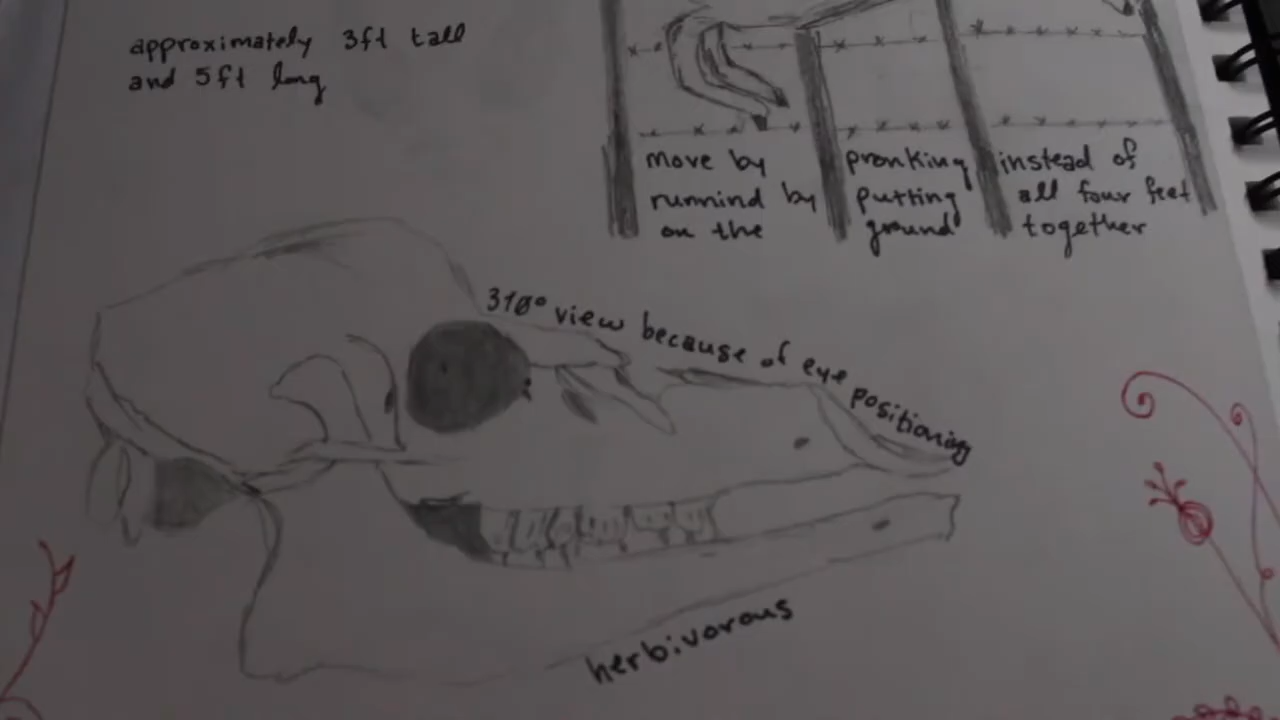 approximately 3ft tall
and 5ft long
move by pronking instead of
runnind by putting all four feet
on the ground together
310° view because of eye positioning
herbivorous